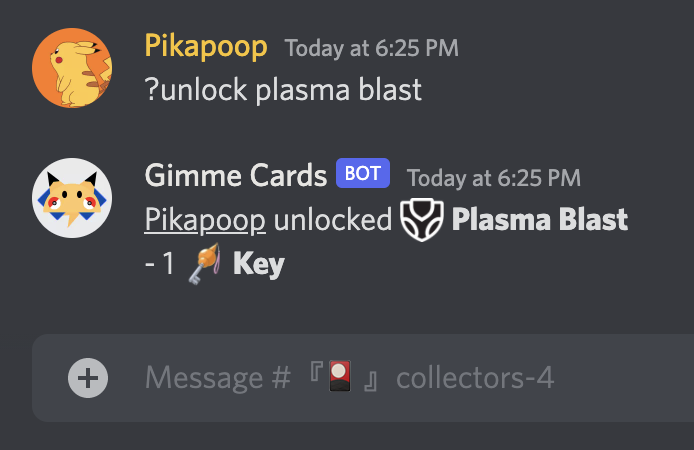 Pikapoop Today at 6:25 PM
?unlock plasma blast
Gimme Cards BOT Today at 6:25 PM
Pikapoop unlocked Plasma Blast
- 1 Key
Message # 『🎴』 collectors-4